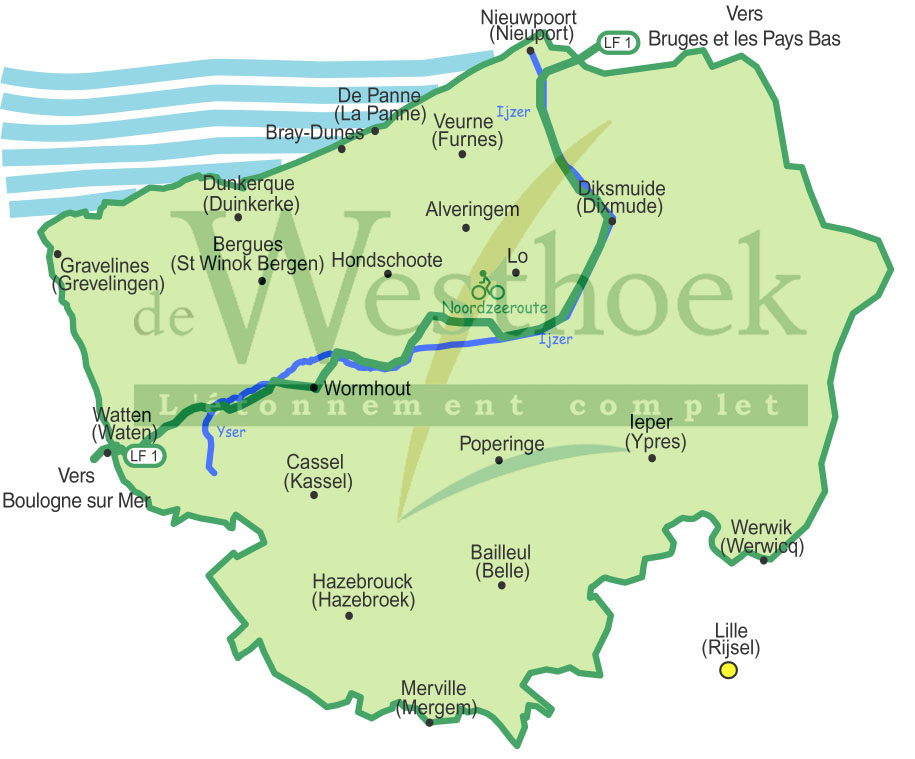 Nieuwpoort
(Nieuport)
Vers
Bruges et les Pays Bas
LF 1
De Panne
(La Panne)
Ijzer
Bray-Dunes
Veurne
(Furnes)
Dunkerque
(Duinkerke)
Diksmuide
(Dixmude)
Alveringem
Bergues
(St Winok Bergen)
Hondschoote
Lo
Gravelines
(Grevelingen)
de Westhoek
Noordzeeroute
Ijzer
Wormhout
L'étonnement complet
Watten
(Waten)
Yser
LF 1
Ieper
(Ypres)
Poperinge
Cassel
(Kassel)
Vers
Boulogne sur Mer
Werwik
(Werwicq)
Bailleul
(Belle)
Hazebrouck
(Hazebroek)
Lille
(Rijsel)
Merville
(Mergem)